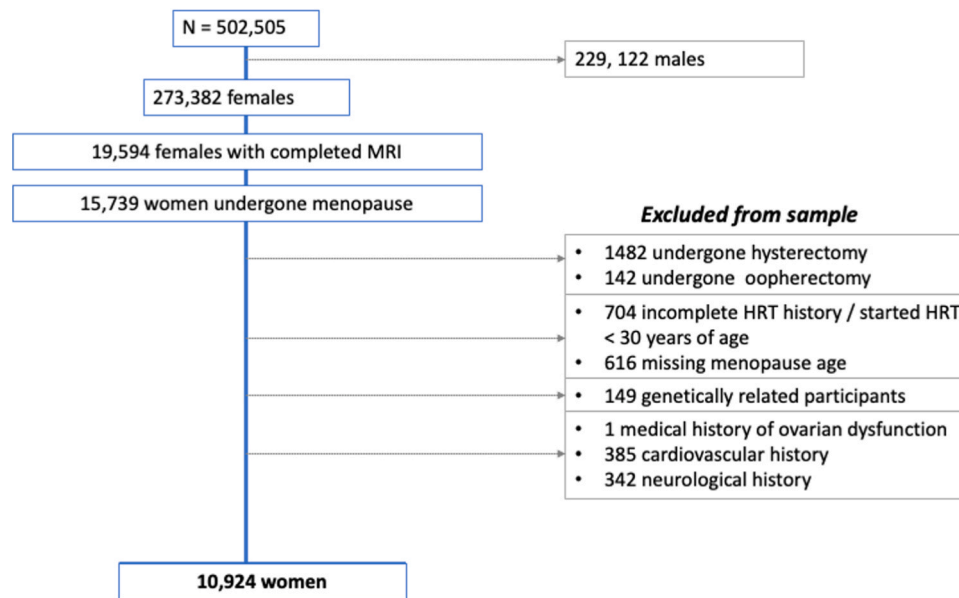 N = 502,505
229, 122 males
273,382 females
19,594 females with completed MRI
15,739 women undergone menopause
Excluded from sample
• 1482 undergone hysterectomy
• 142 undergone oopherectomy
• 704 incomplete HRT history / started HRT
< 30 years of age
• 616 missing menopause age
• 149 genetically related participants
• 1 medical history of ovarian dysfunction
• 385 cardiovascular history
• 342 neurological history
10,924 women